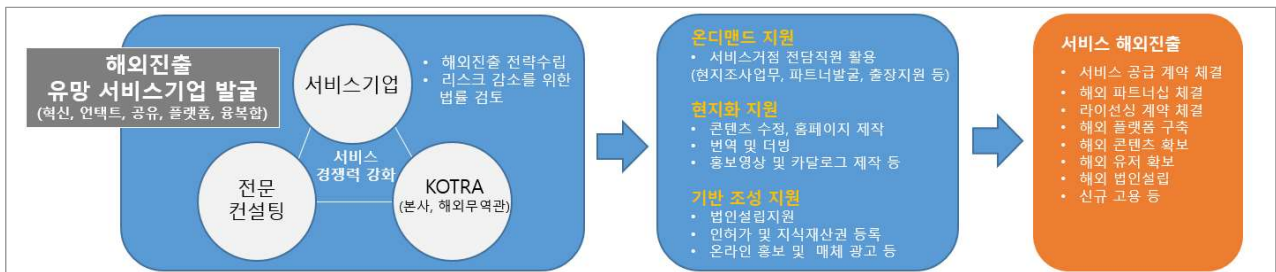 해외진출
유망 서비스기업 발굴
(혁신, 언택트, 공유, 플랫폼, 융복합)
서비스기업
• 해외진출 전략수립
• 리스크 감소를 위한
법률 검토
서비스
경쟁력 강화
전문
컨설팅
KOTRA
(본사, 해외무역관)
온디맨드 지원
• 서비스거점 전담직원 활용
(현지조사업무, 파트너발굴, 출장지원 등)
현지화 지원
• 콘텐츠 수정, 홈페이지 제작
• 번역 및 더빙
• 홍보영상 및 카달로그 제작 등
기반 조성 지원
• 법인설립지원
• 인허가 및 지식재산권 등록
• 온라인 홍보 및 매체 광고 등
서비스 해외진출
• 서비스 공급 계약 체결
• 해외 파트너십 체결
• 라이선싱 계약 체결
• 해외 플랫폼 구축
• 해외 콘텐츠 확보
• 해외 유저 확보
• 해외 법인설립
• 신규 고용 등